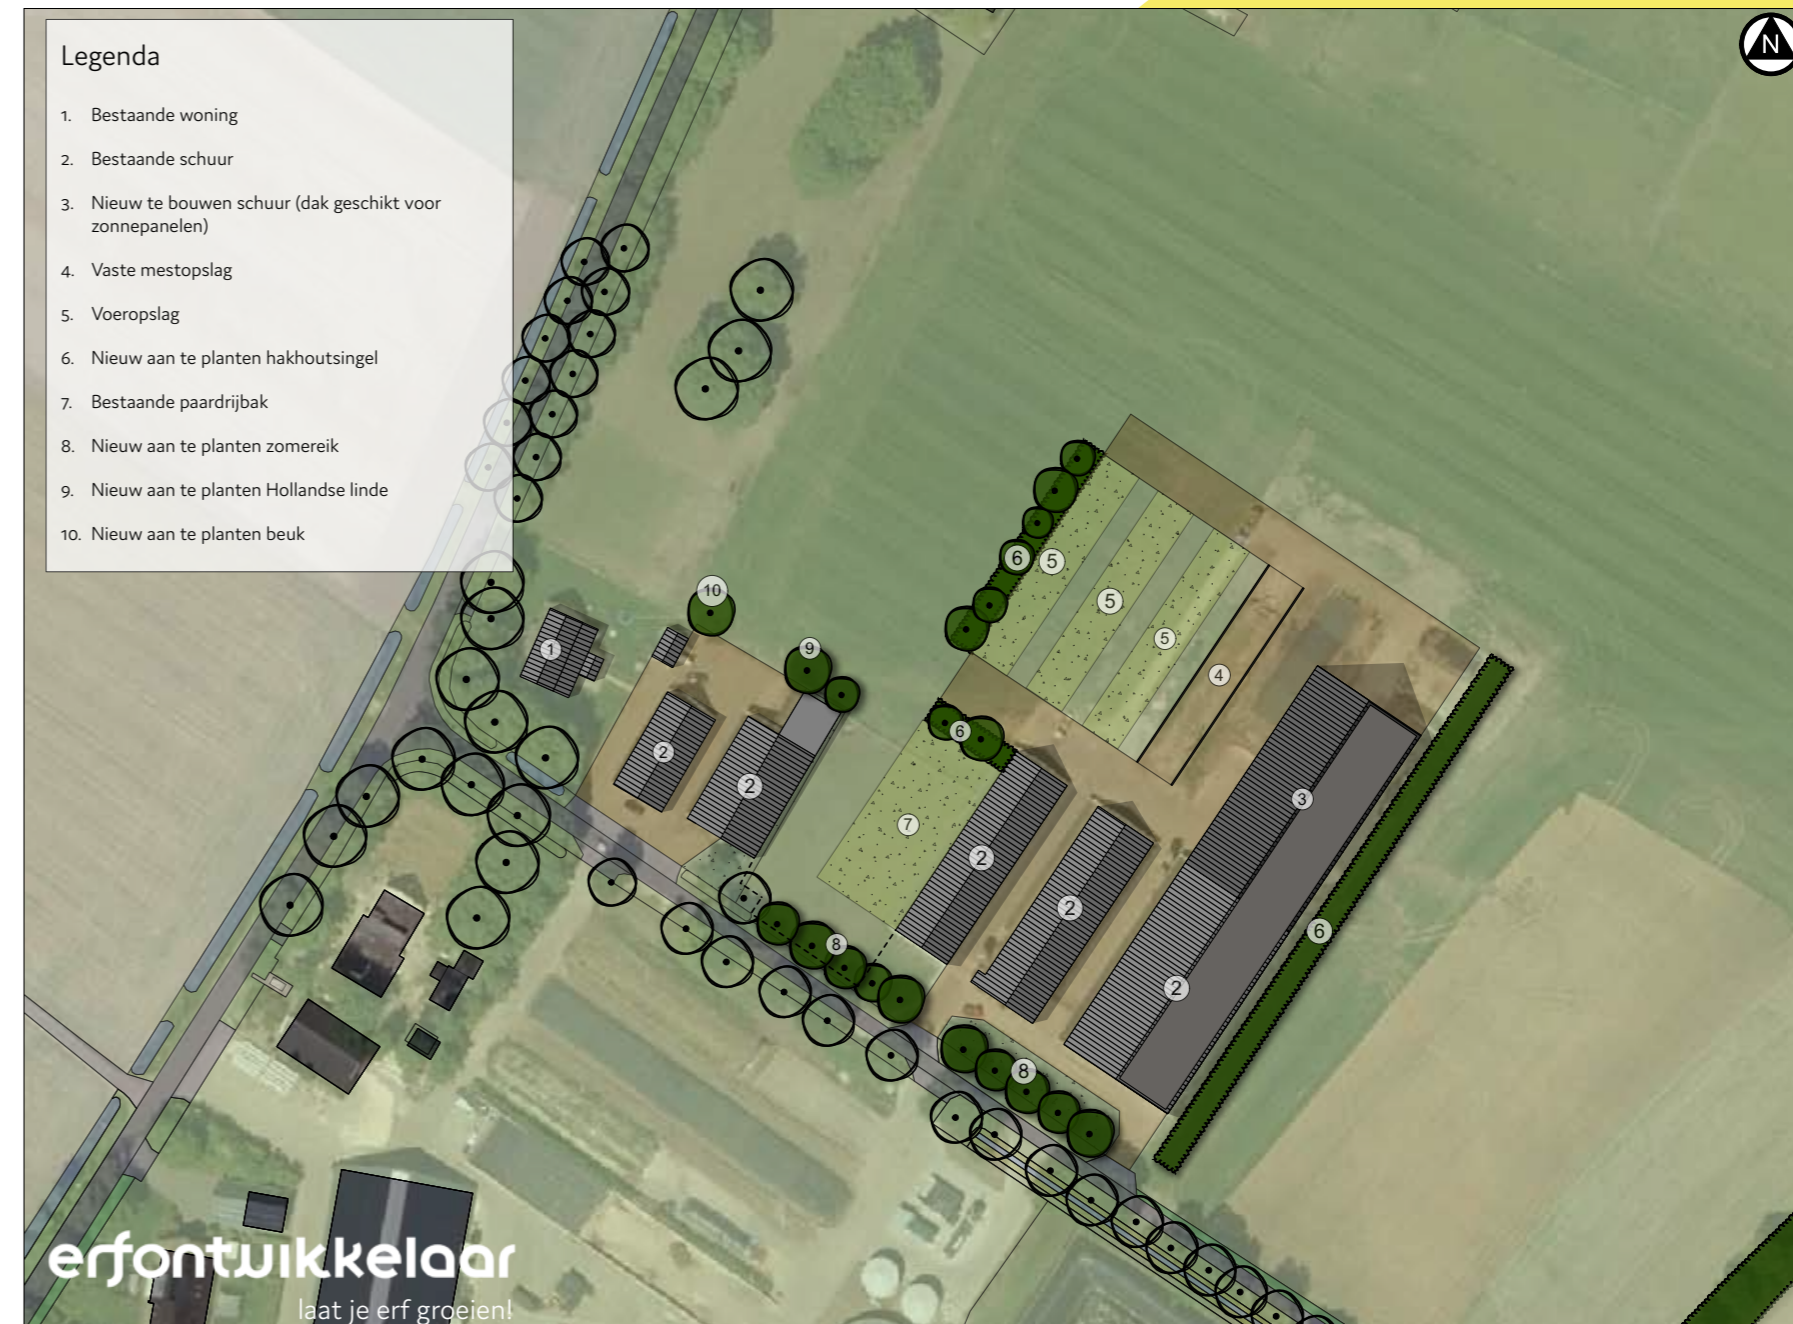 N
Legenda
1. Bestaande woning
2. Bestaande schuur
3. Nieuw te bouwen schuur (dak geschikt voor
zonnepanelen)
4. Vaste mestopslag
5. Voeropslag
6. Nieuw aan te planten hakhoutsingel
7. Bestaande paardrijbak
8. Nieuw aan te planten zomereik
9. Nieuw aan te planten Hollandse linde
10. Nieuw aan te planten beuk
6
5
10
5
5
1
9
4
6
2
2
3
7
2
2
6
8
2
8
erfontwikkelaar
laat je erf groeien!